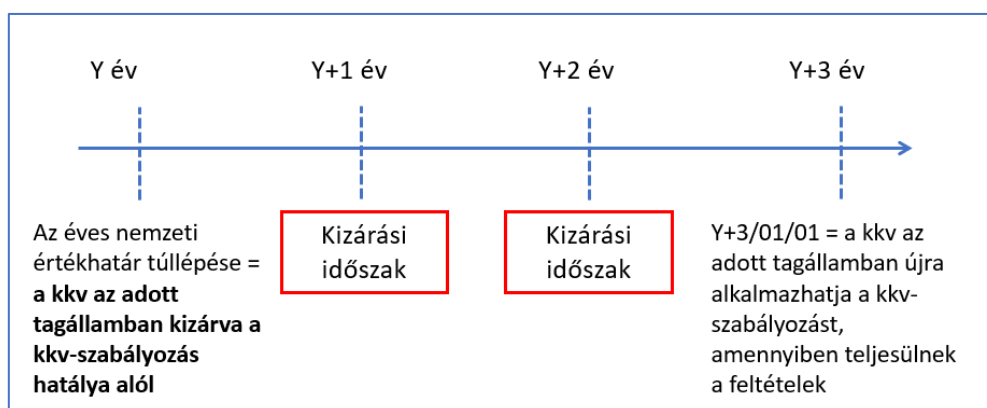 Y év
Y+1 év
Y+2 év
Y+3 év
Az éves nemzeti
értékhatár túllépése =
a kkv az adott
tagállamban kizárva a
kkv-szabályozás
hatálya alól
Kizárási
időszak
Kizárási
időszak
Y+3/01/01 = a kkv az
adott tagállamban újra
alkalmazhatja a kkv-
szabályozást,
amennyiben teljesülnek
a feltételek